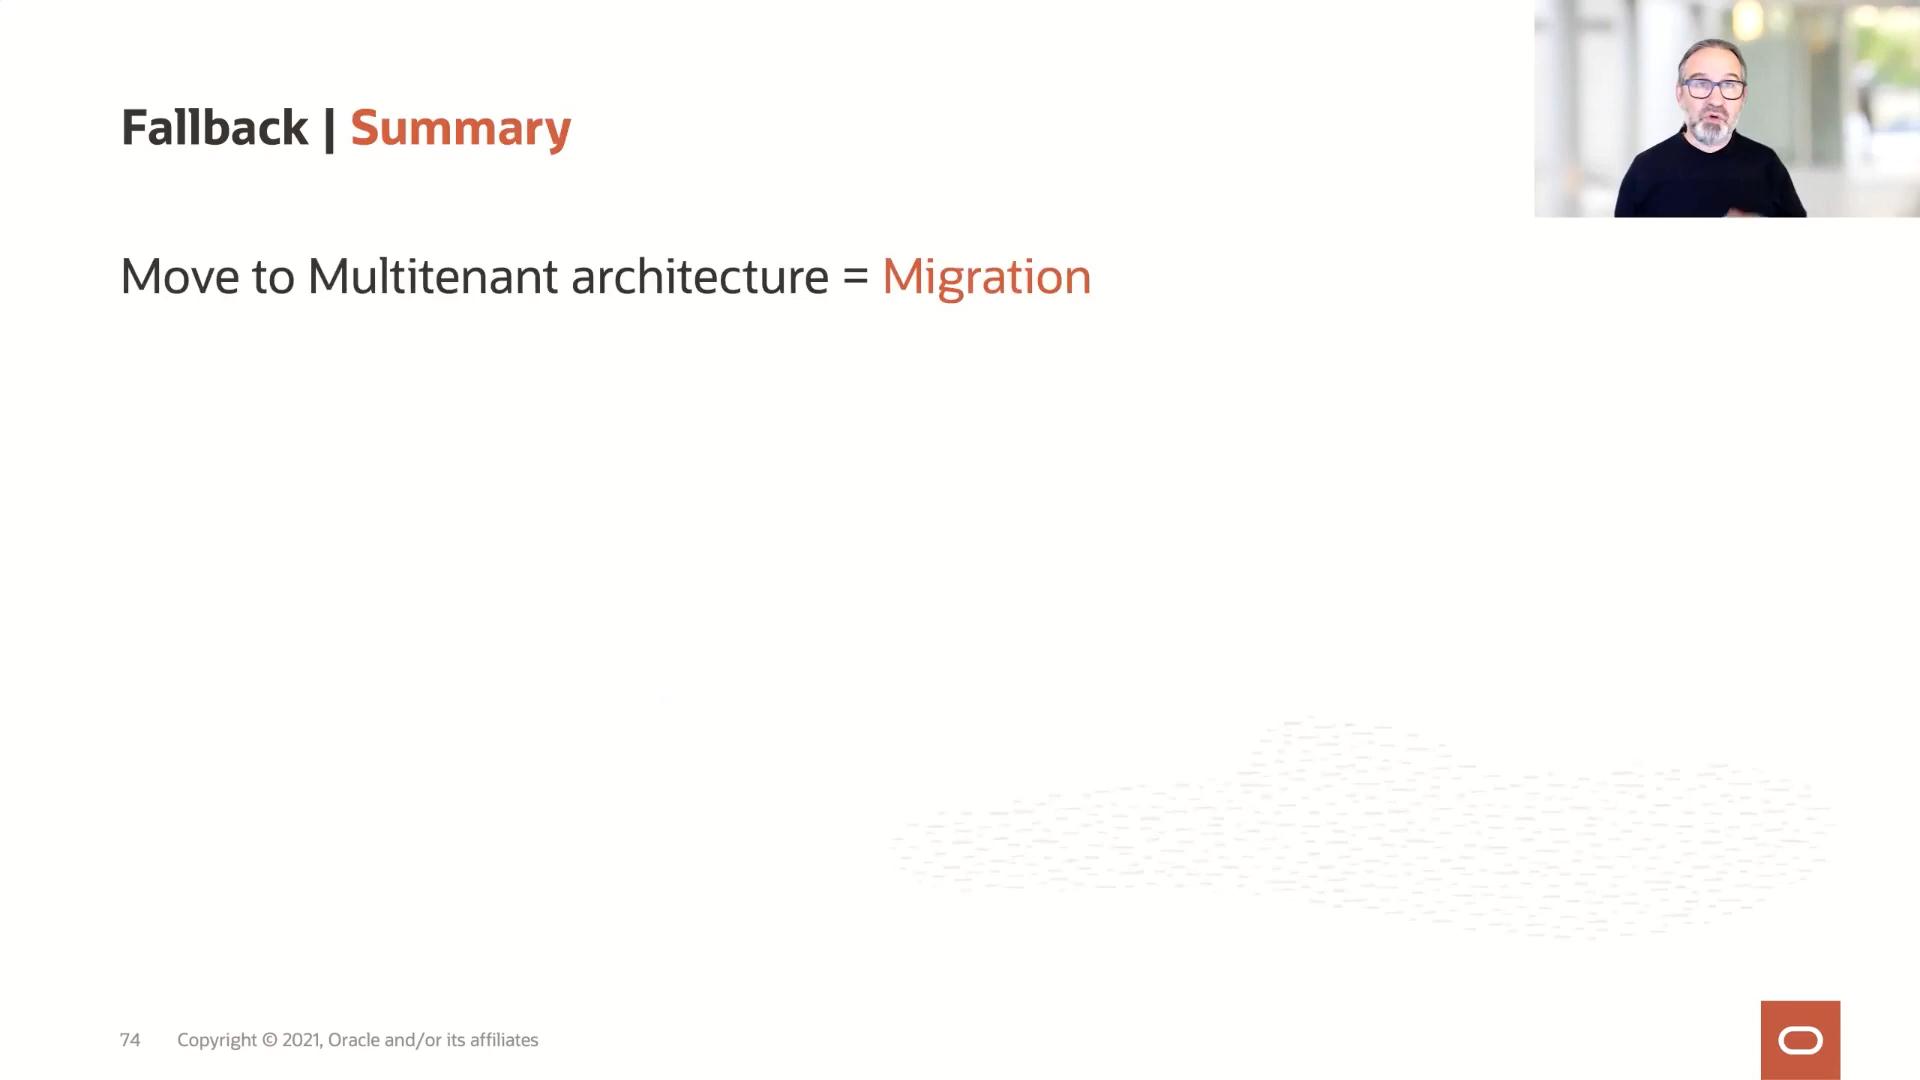 Fallback | Summary
Move to Multitenant architecture = Migration
74 Copyright © 2021, Oracle and/or its affiliates